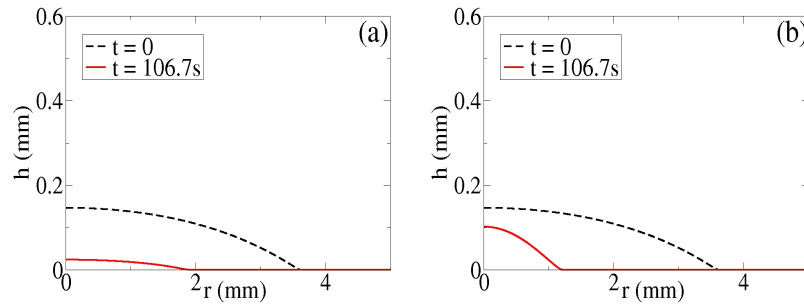 0.6
(a)
t = 0
t = 106.7s
0.4
h (mm)
0.2
0
0
2
r (mm)
4
0.6
(b)
t = 0
t = 106.7s
0.4
h (mm)
0.2
0
0
2
r (mm)
4